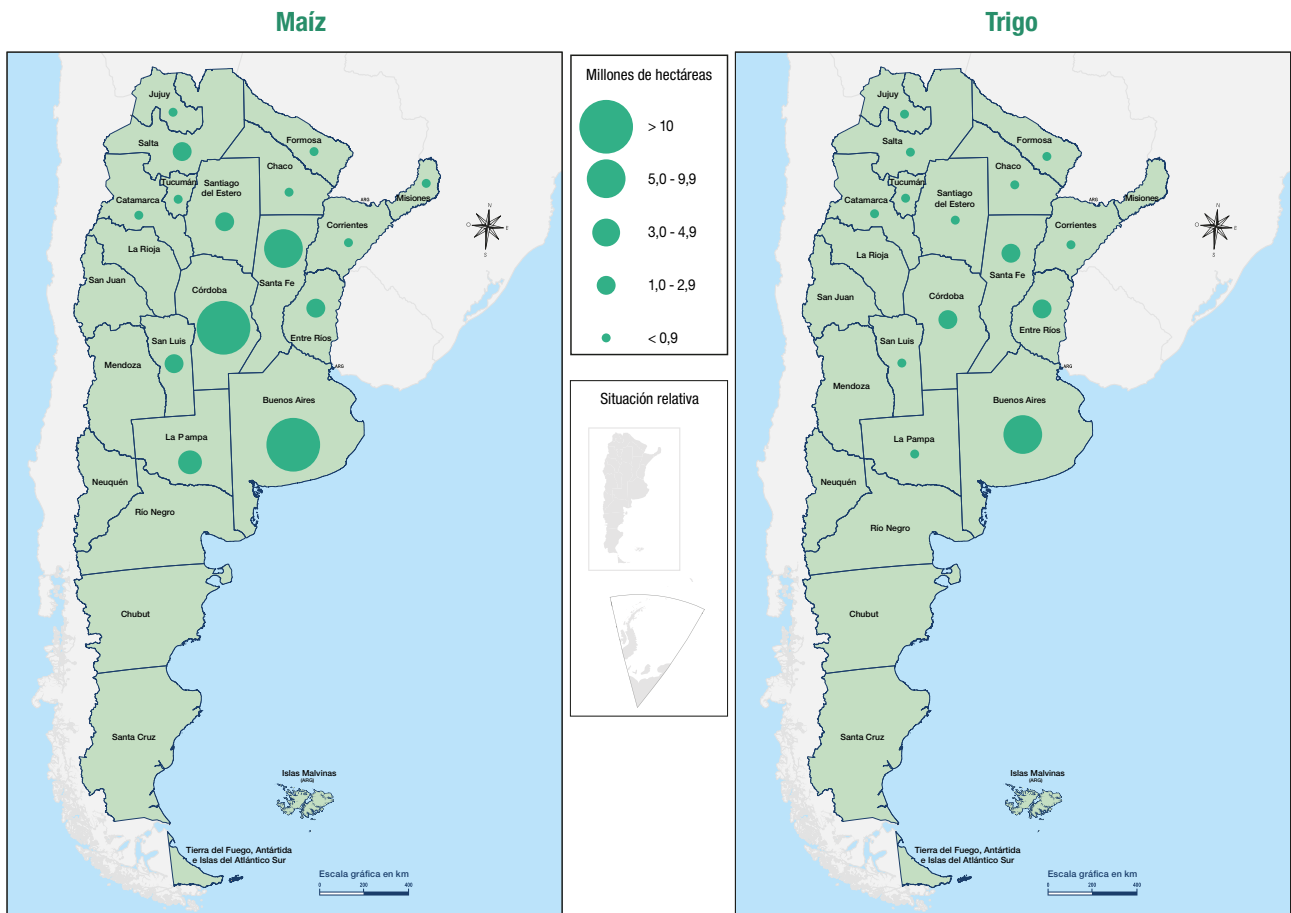 Maíz
Jujuy
Salta
Formosa
Chaco
Tucumán
Santiago
del Estero
Catamarca
Misiones
ARG
Corrientes
La Rioja
San Juan
Santa Fe
Córdoba
San Luis
Entre Ríos
Mendoza
ARG
Buenos Aires
La Pampa
Neuquén
Río Negro
Chubut
Santa Cruz
Islas Malvinas
(ARG)
Tierra del Fuego, Antártida
e Islas del Atlántico Sur
N
O
E
S
Escala gráfica en km
0 200 400
Millones de hectáreas
> 10
5,0 - 9,9
3,0 - 4,9
1,0 - 2,9
< 0,9
Situación relativa
Trigo
Jujuy
Salta
Formosa
Chaco
Tucumán
Santiago
del Estero
Catamarca
Misiones
ARG
Corrientes
La Rioja
San Juan
Santa Fe
Córdoba
San Luis
Entre Ríos
Mendoza
ARG
Buenos Aires
La Pampa
Neuquén
Río Negro
Chubut
Santa Cruz
Islas Malvinas
(ARG)
Tierra del Fuego, Antártida
e Islas del Atlántico Sur
N
O
E
S
Escala gráfica en km
0 200 400